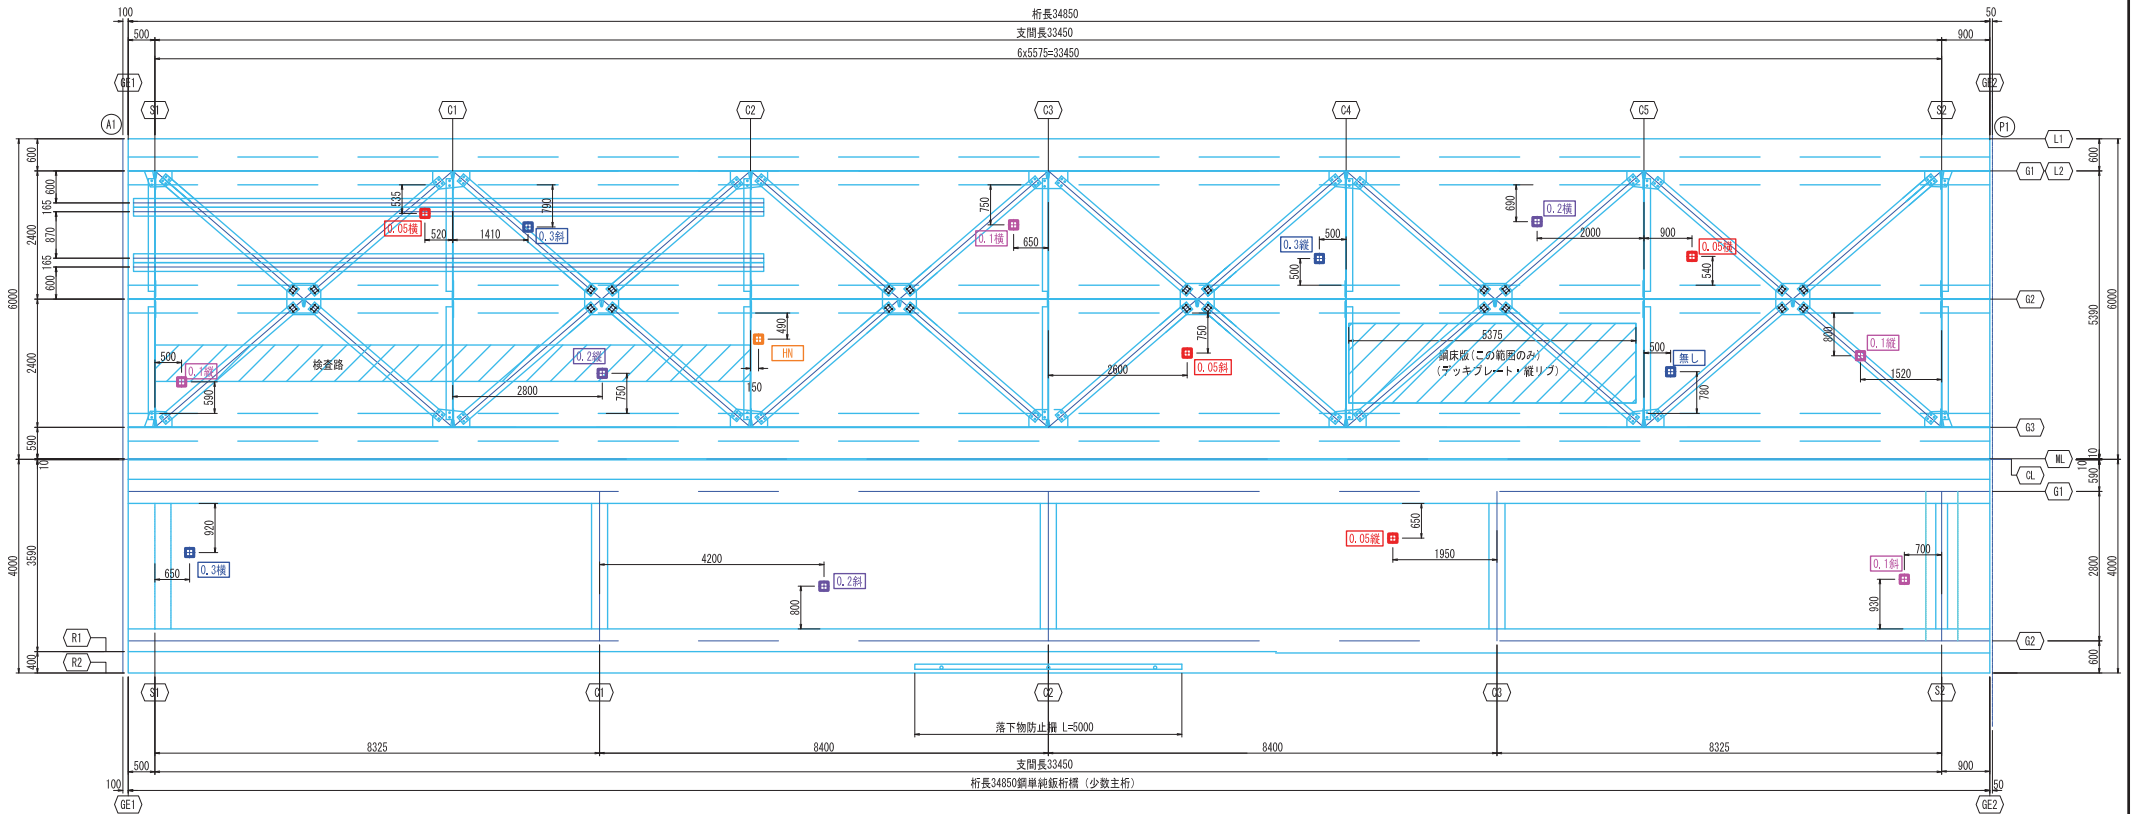 100
桁長34850
50
500
支間長33450
900
6x5575=33450
GE1
GE2
S1
C1
C2
C3
C4
C5
S2
A1
P1
L1
600
600
G1
L2
600
535
790
750
690
0.2横
165
0.05横
520
1410
0.3斜
0.1横
650
0.3縦
500
2000
900
0.05横
2400
870
165
600
500
540
6000
G2
5390
6000
490
750
5375
800
HN
鋼床版(この範囲のみ)
(デッキプレート・縦リブ)
500
無し
0.1縦
500
0.1縦
検査路
0.2縦
0.05斜
2400
590
2800
750
150
2600
780
1520
G3
590
10
ML
10
10
CL
590
G1
920
650
0.05縦
1950
700
0.1斜
4000
3590
650
0.3横
4200
0.2斜
800
930
2800
4000
R1
R2
400
G2
600
S1
C1
C2
C3
S2
落下物防止柵 L=5000
8325
8400
8400
8325
500
支間長33450
900
100
桁長34850鋼単純鈑桁橋 (少数主桁)
50
GE1
GE2